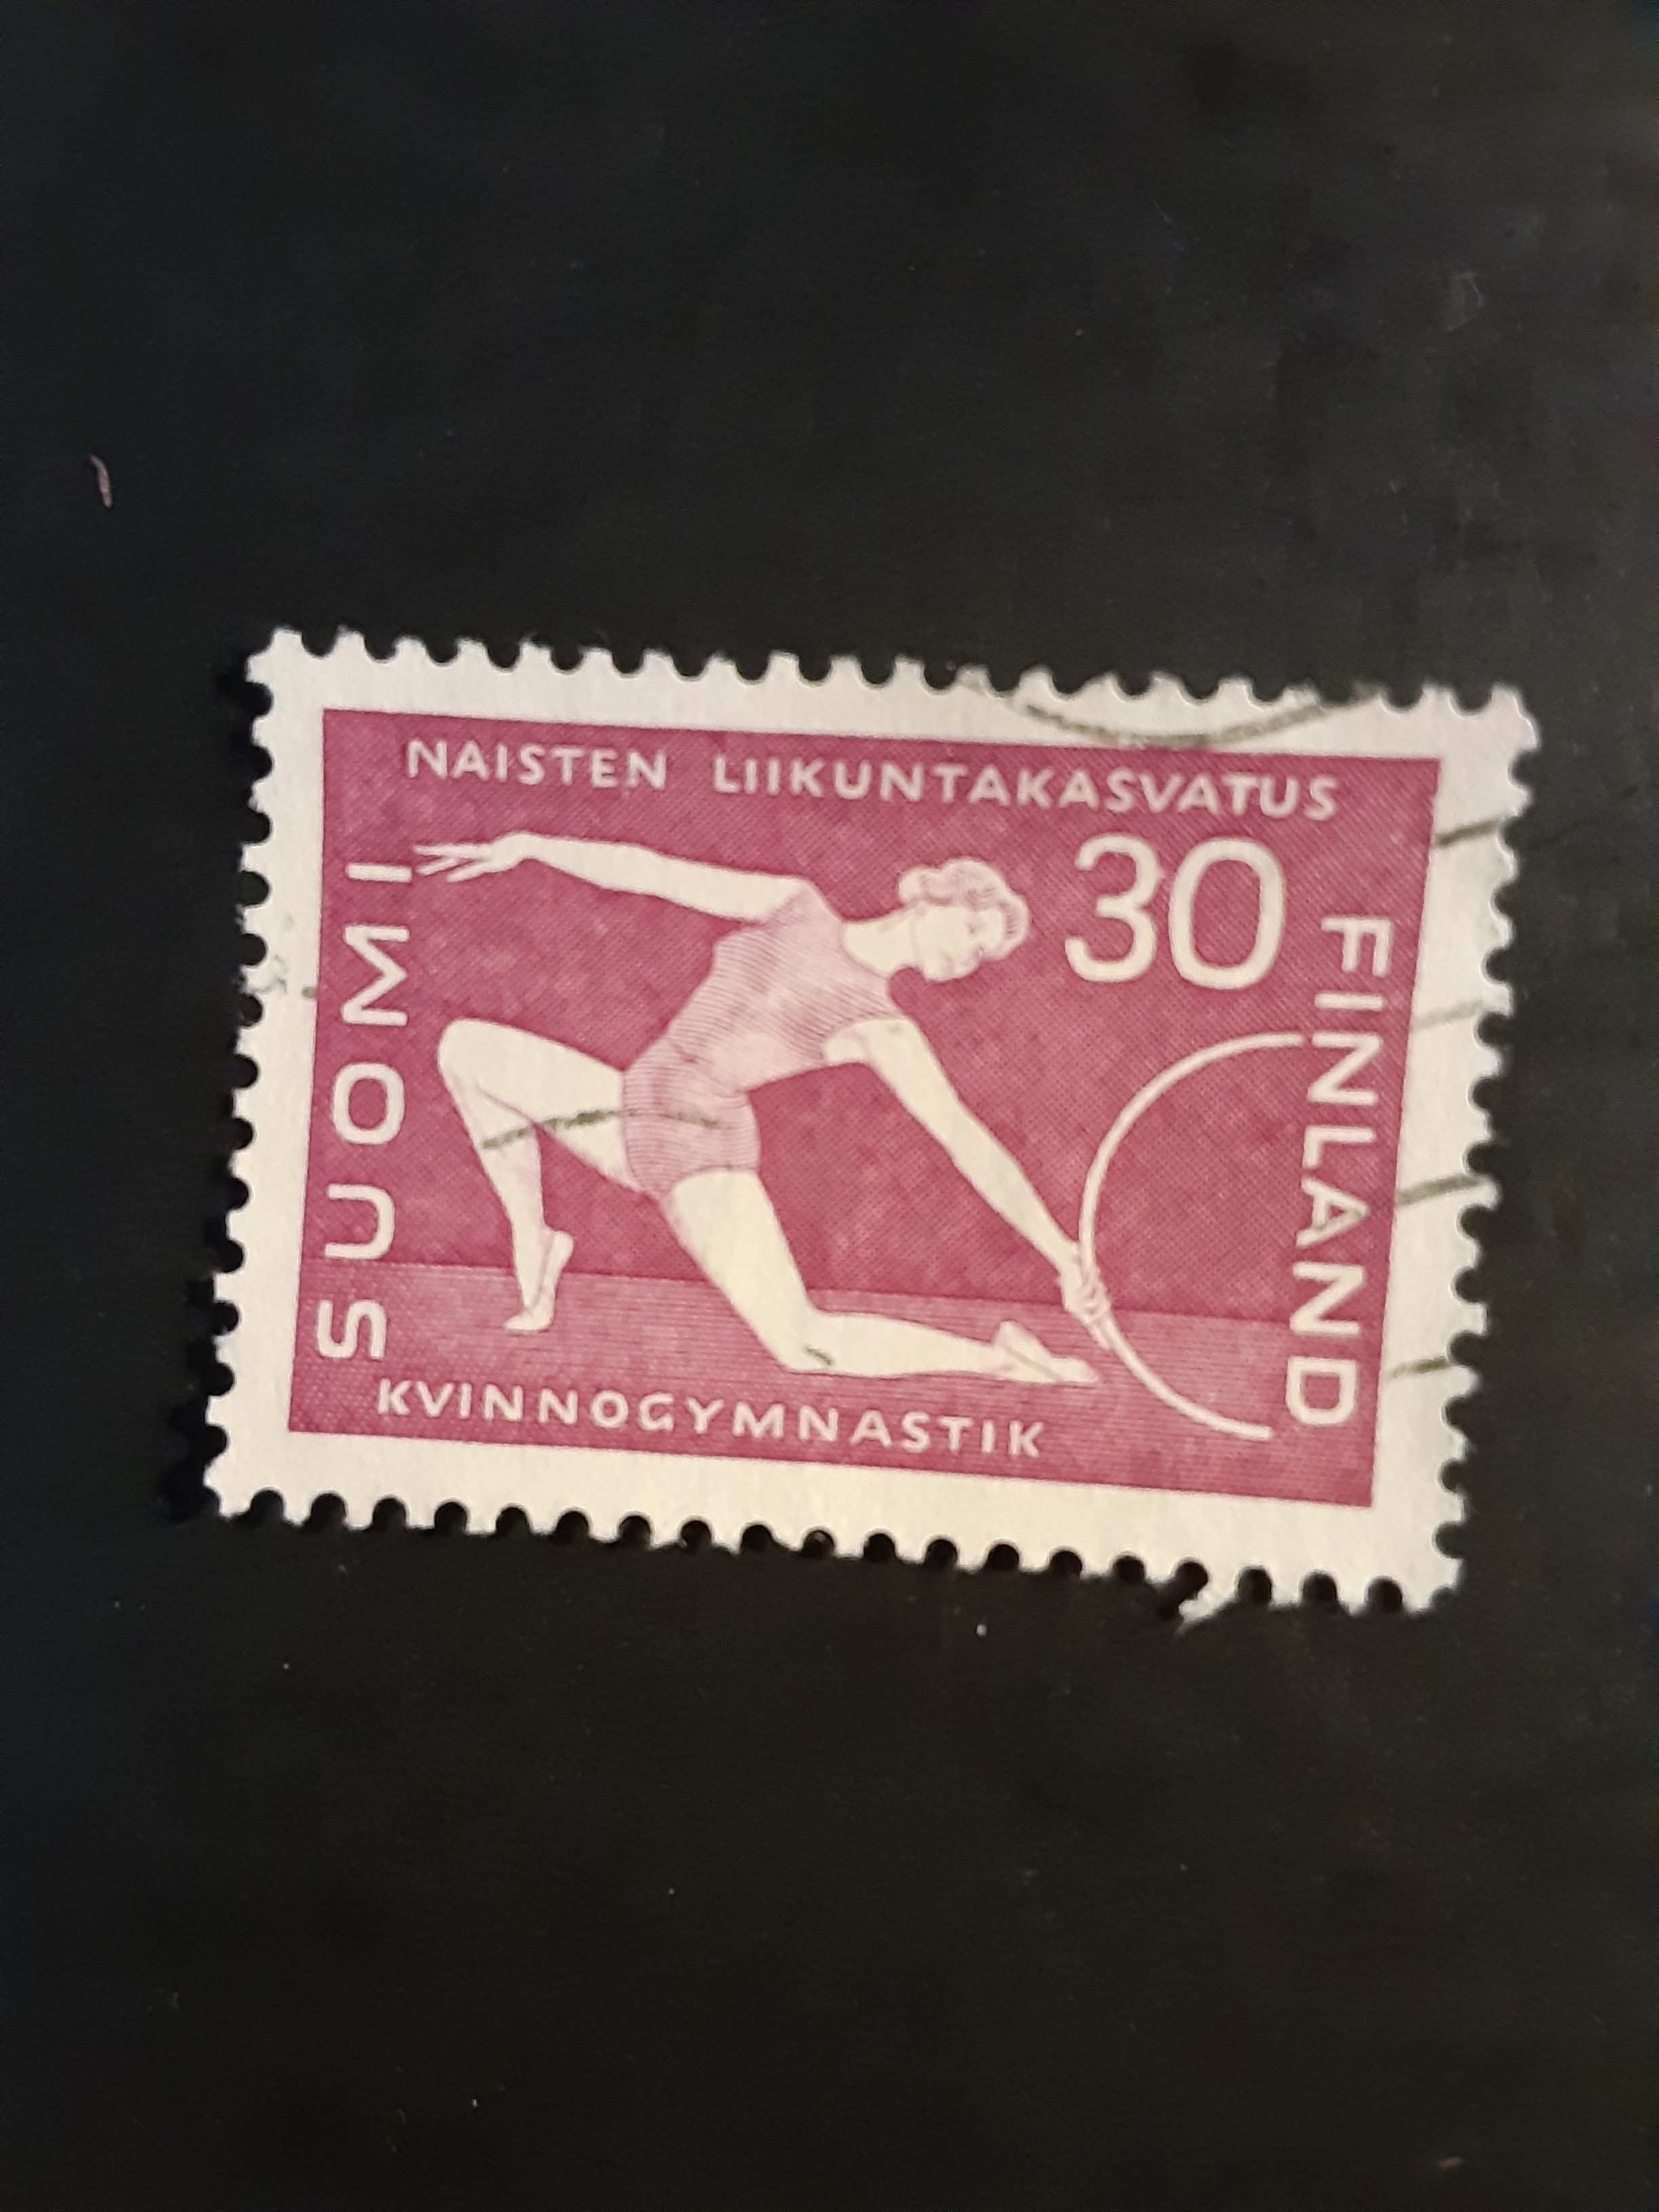 NAISTEN LIIKUNTAKASVATUS
30
SUOMI
FINLAND
KVINNOGYMNASTIK